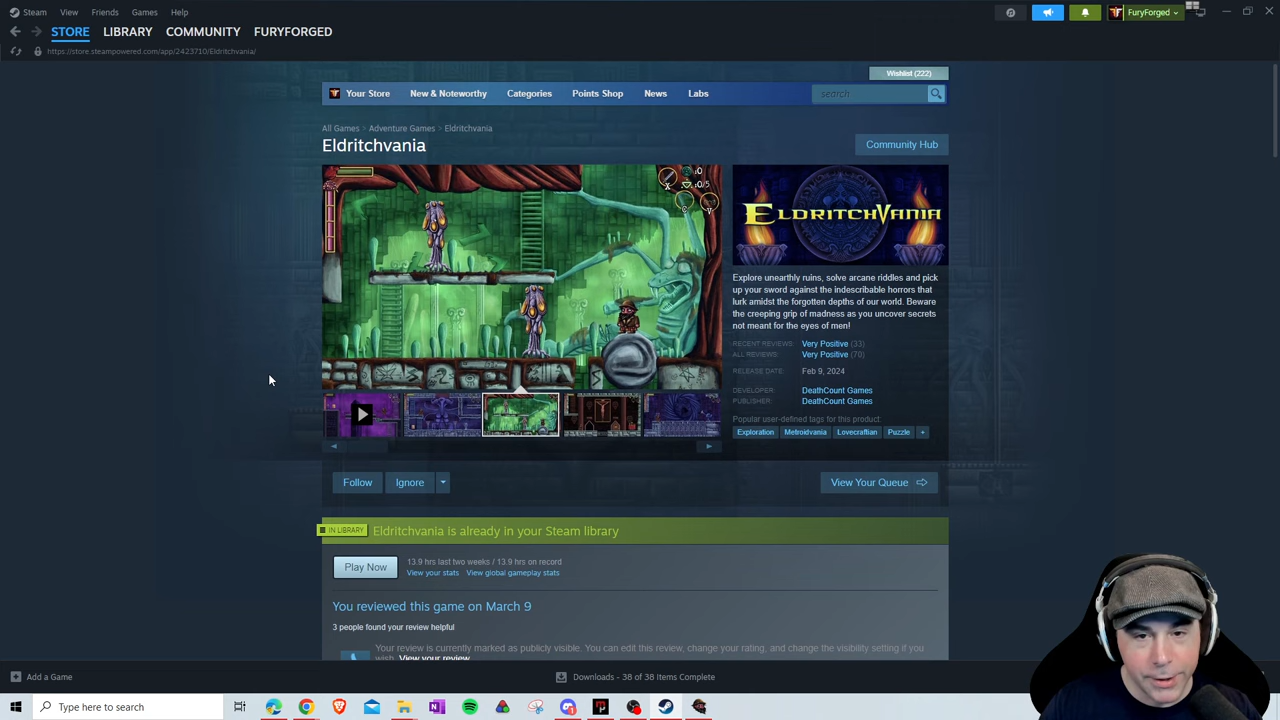 Steam View Friends Games Help
FuryForged
STORE LIBRARY COMMUNITY FURYFORGED
https://store.steampowered.com/app/2423710/Eldritchvania/
Wishlist (222)
Your Store New & Noteworthy Categories Points Shop News Labs search
All Games > Adventure Games > Eldritchvania
Eldritchvania
Community Hub
:0
:0/5
X
C
V
ELDRITCHVANIA
Explore unearthly ruins, solve arcane riddles and pick
up your sword against the indescribable horrors that
lurk amidst the forgotten depths of our world. Beware
the creeping grip of madness as you uncover secrets
not meant for the eyes of men!
RECENT REVIEWS: Very Positive (33)
ALL REVIEWS: Very Positive (70)
RELEASE DATE: Feb 9, 2024
DEVELOPER: DeathCount Games
PUBLISHER: DeathCount Games
Popular user-defined tags for this product:
Exploration Metroidvania Lovecraftian Puzzle +
Follow Ignore
View Your Queue
IN LIBRARY Eldritchvania is already in your Steam library
Play Now
13.9 hrs last two weeks / 13.9 hrs on record
View your stats View global gameplay stats
You reviewed this game on March 9
3 people found your review helpful
Your review is currently marked as publicly visible. You can edit this review, change your rating, and change the visibility setting if you
wish. View your review
Add a Game
Downloads - 38 of 38 Items Complete
Type here to search